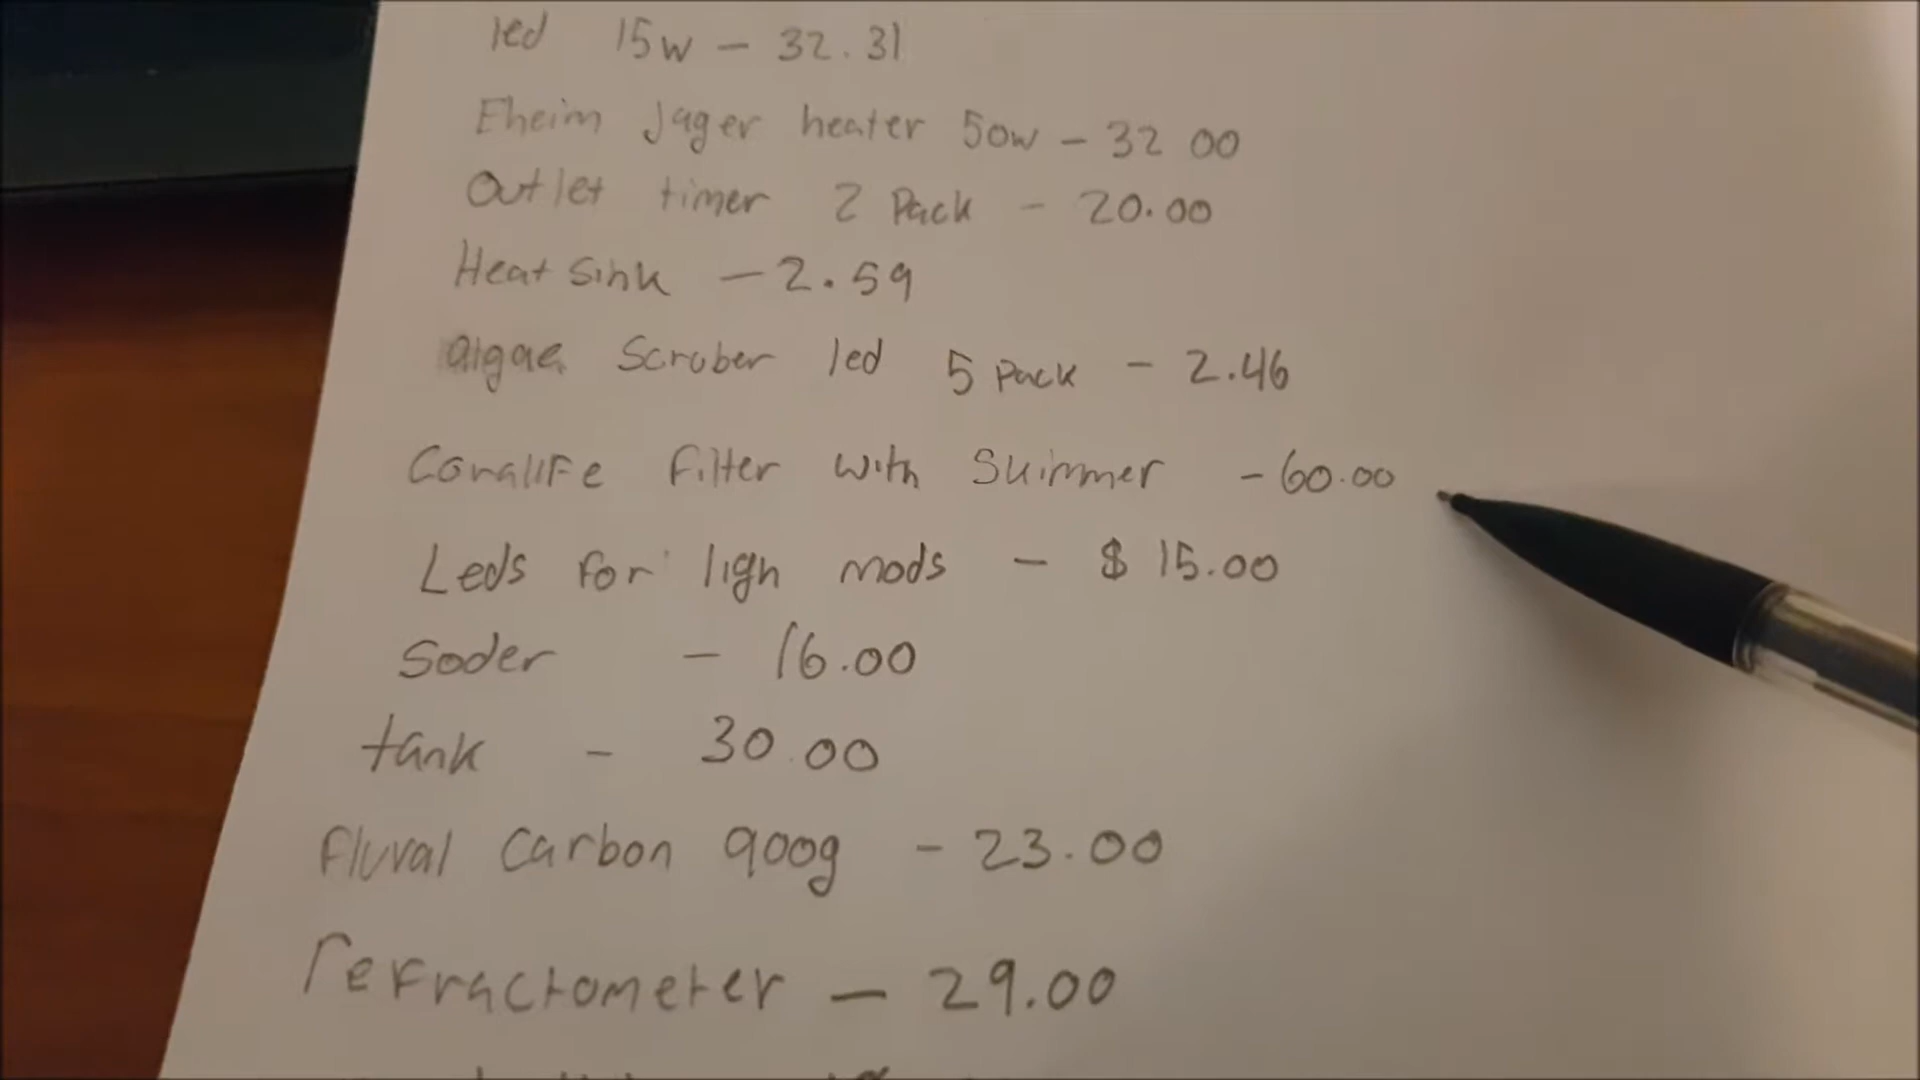 led 15w - 32.31
Eheim Jager heater 50w - 32 00
Outlet timer 2 Pack - 20.00
Heat Sink - 2.59
algae Scruber led 5 Pack - 2.46
Coralife Filter with Skimmer - 60.00
Leds for ligh mods - $ 15.00
Soder - 16.00
tank - 30.00
fluval Carbon 900g - 23.00
refractometer - 29.00